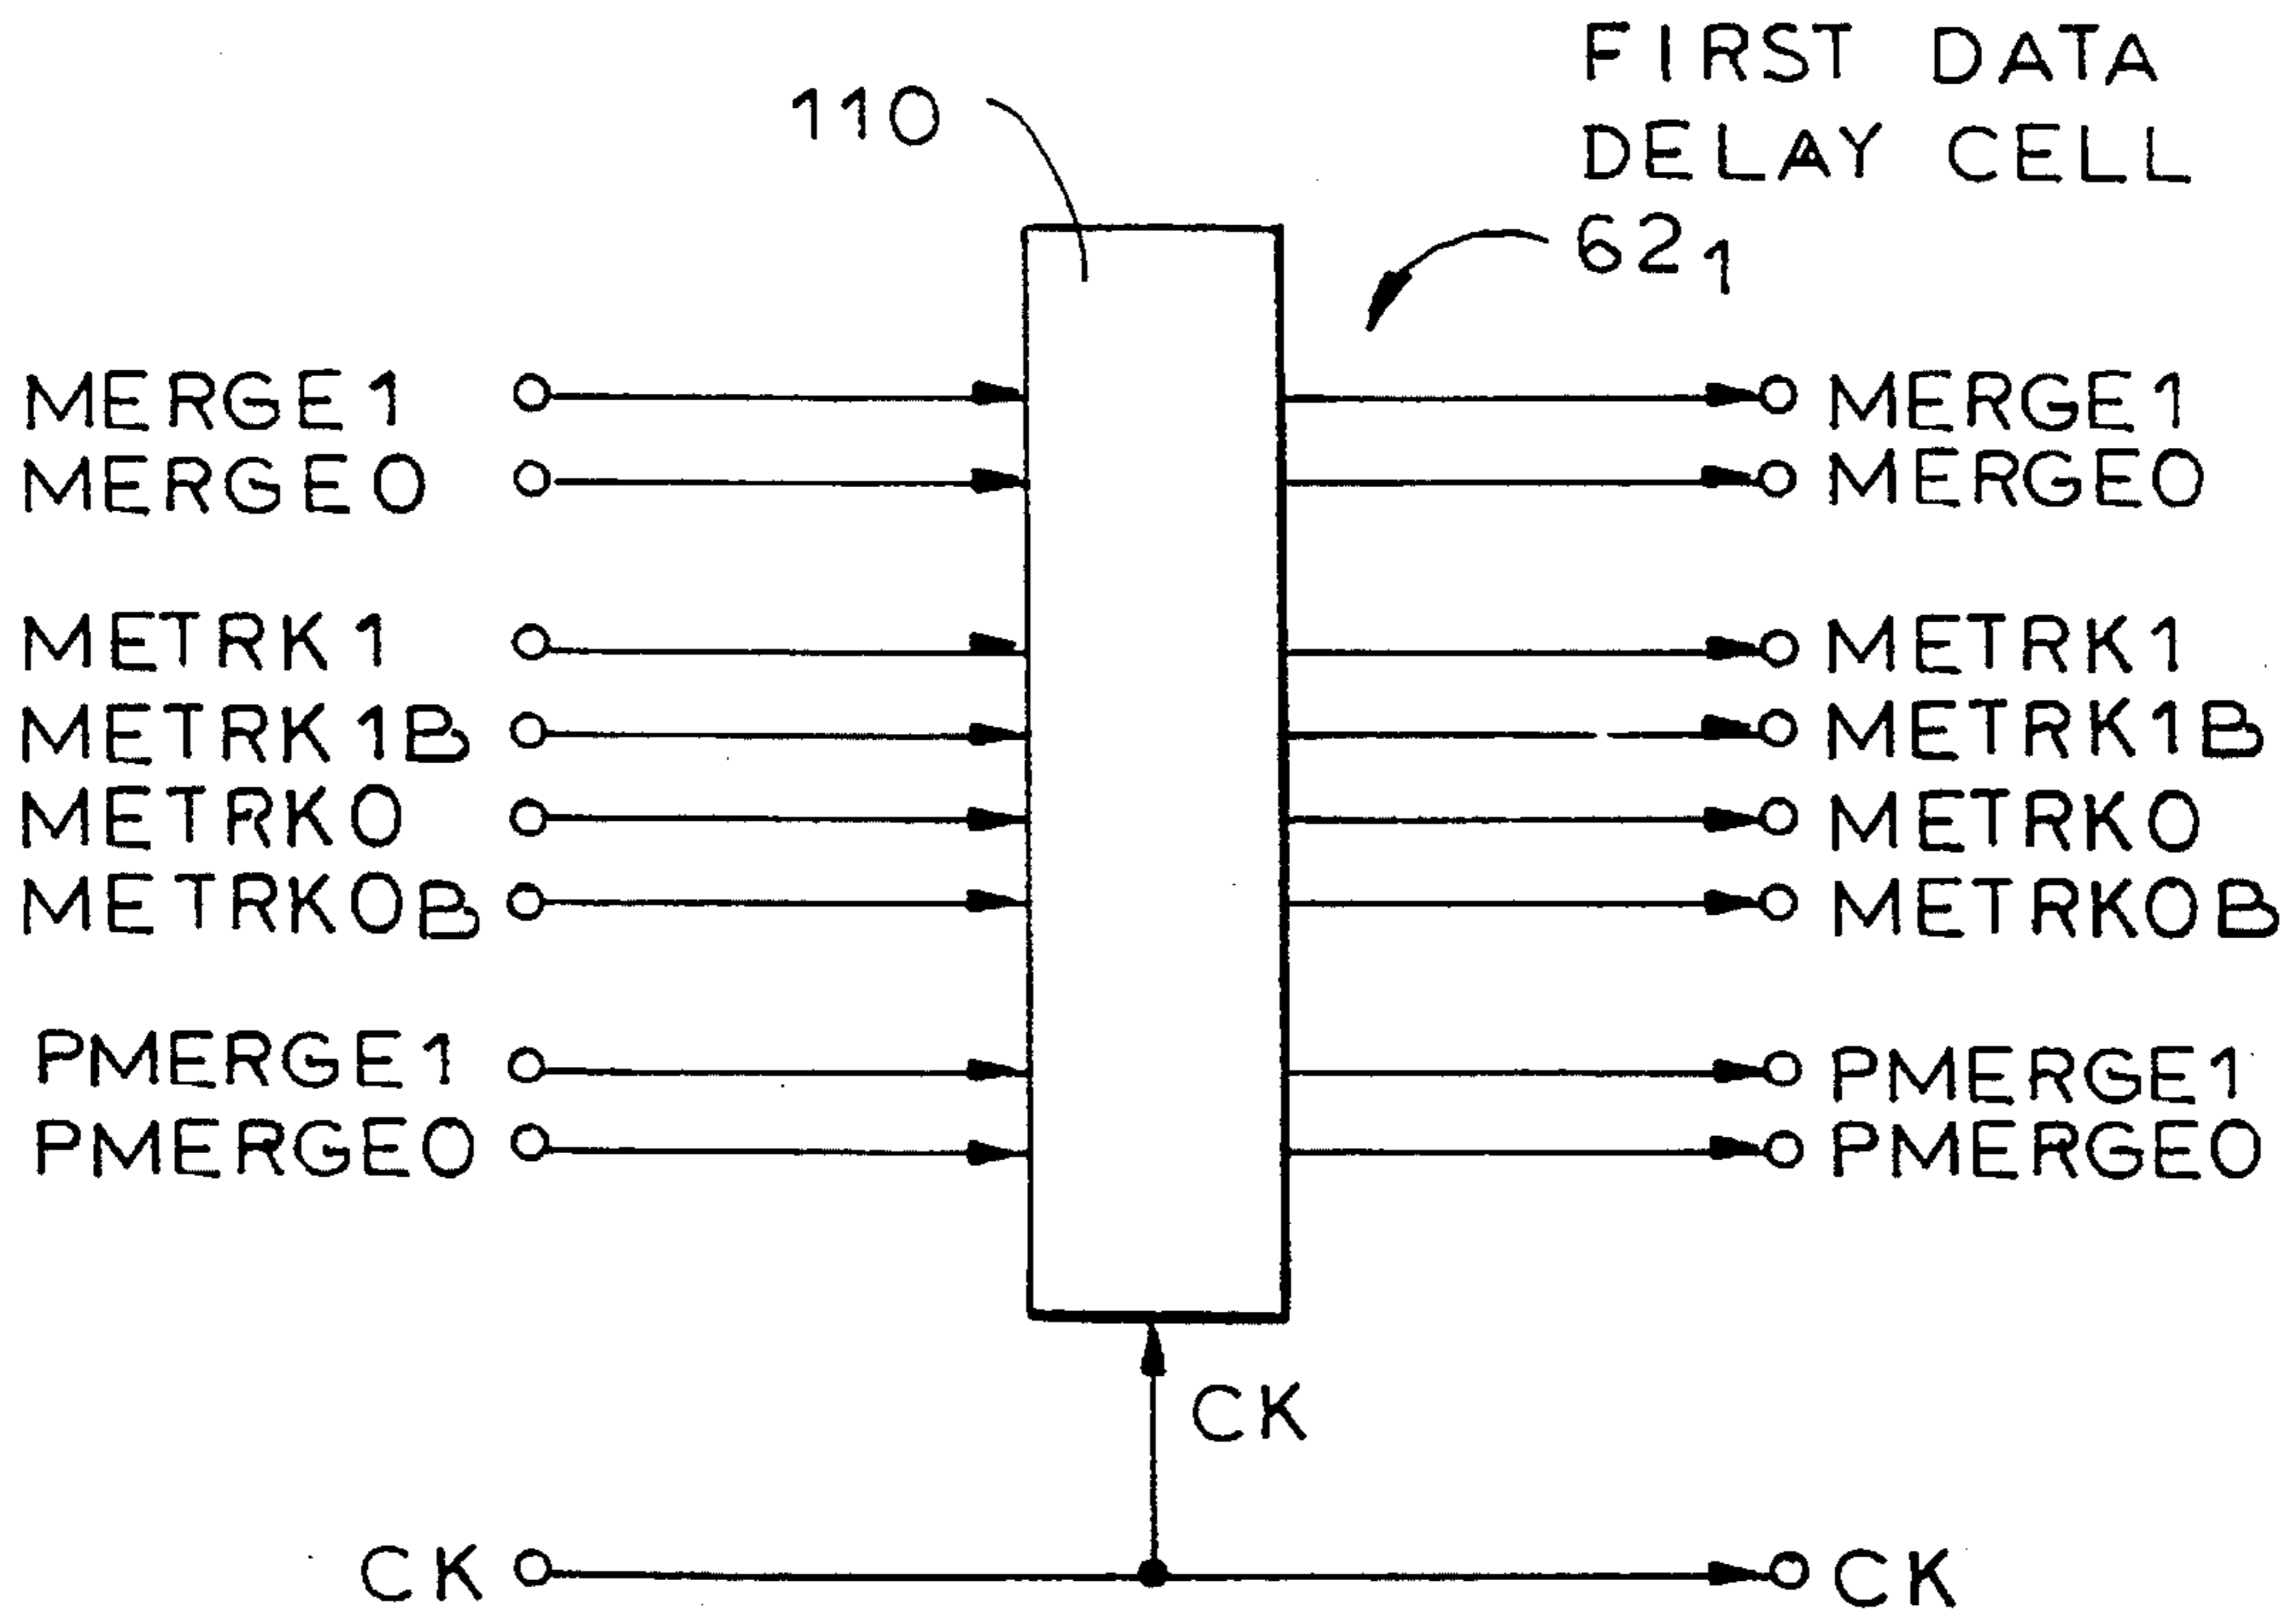 FIRST DATA
DELAY CELL
62₁
110
MERGE1
MERGE0
METRK1
METRK1B
METRK0
METRK0B
PMERGE1
PMERGE0
MERGE1
MERGE0
METRK1
METRK1B
METRK0
METRK0B
PMERGE1
PMERGE0
CK
CK
CK